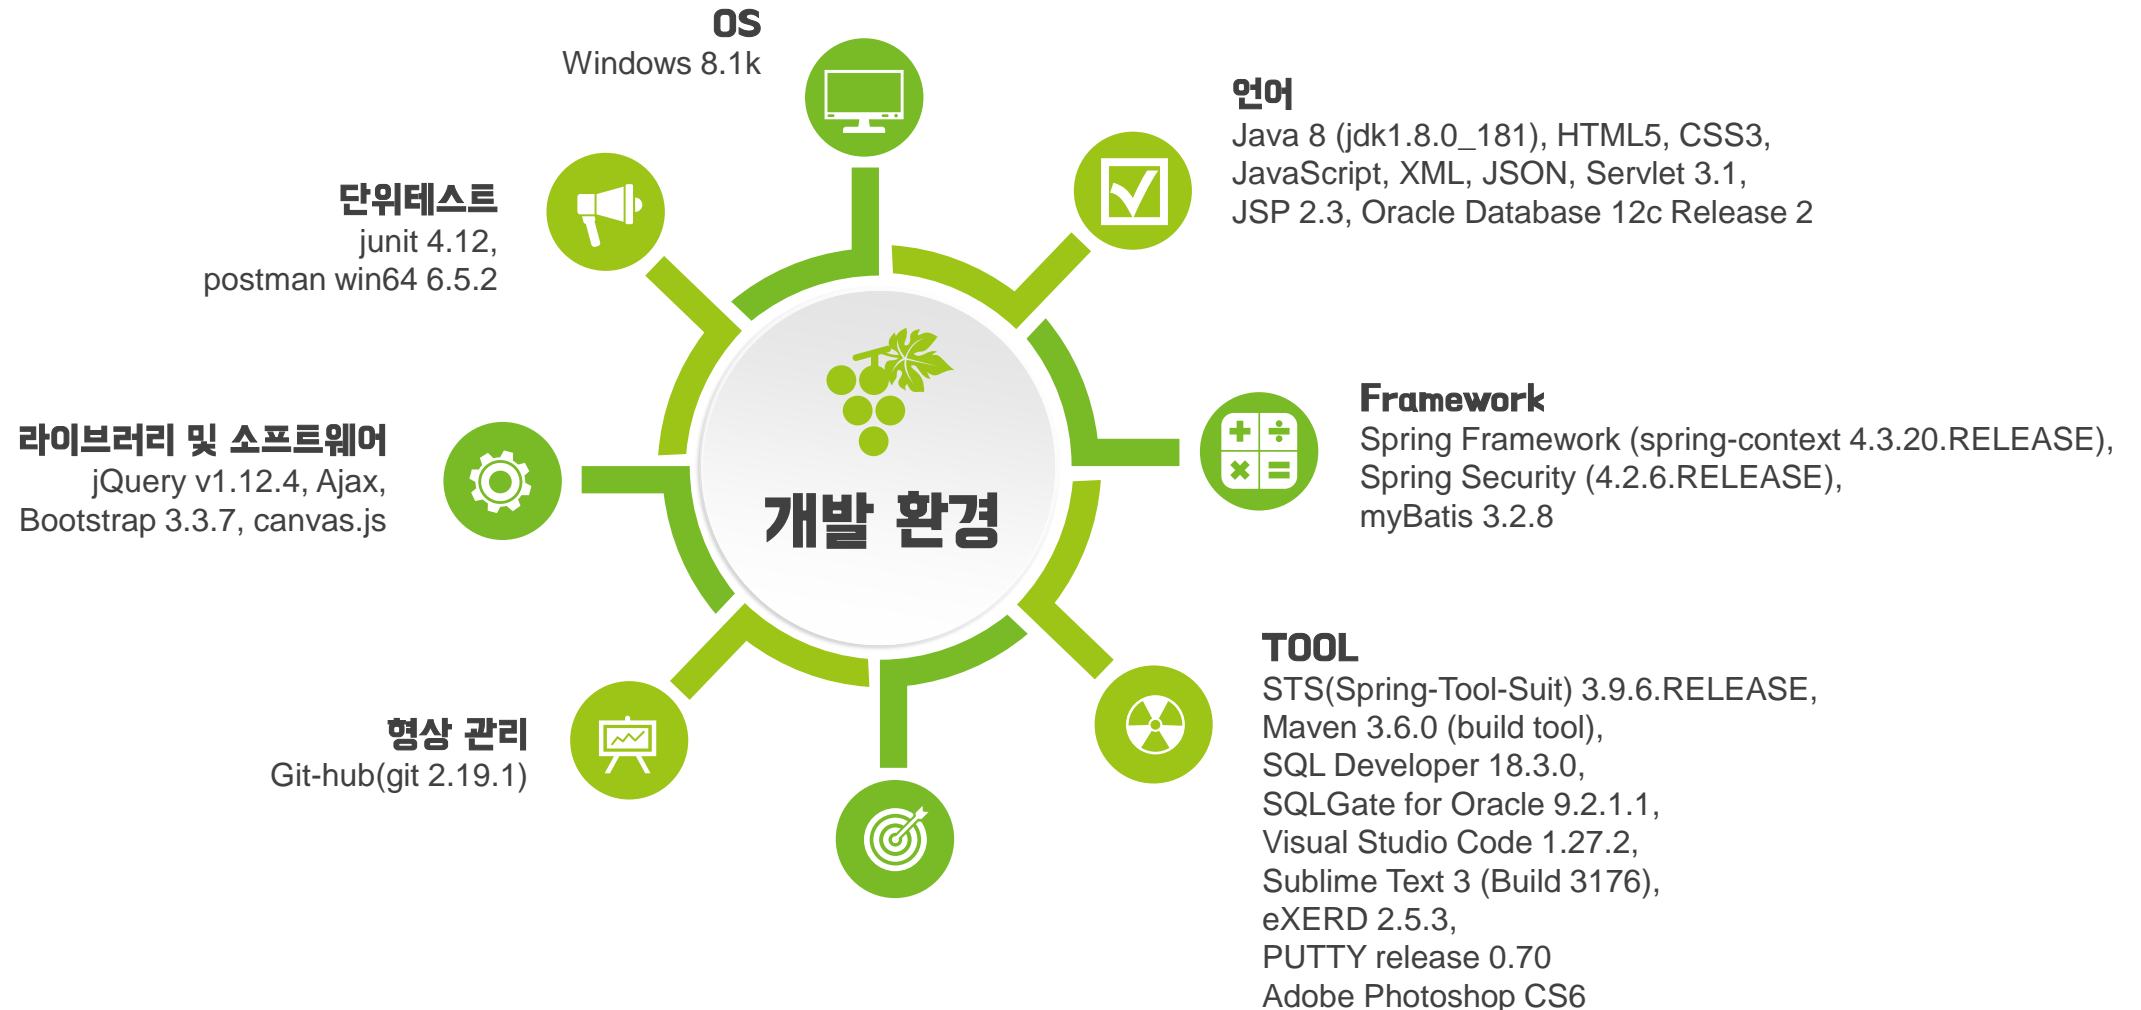 OS
Windows 8.1k
언어
Java 8 (jdk1.8.0_181), HTML5, CSS3,
JavaScript, XML, JSON, Servlet 3.1,
JSP 2.3, Oracle Database 12c Release 2
단위테스트
junit 4.12,
postman win64 6.5.2
Framework
Spring Framework (spring-context 4.3.20.RELEASE),
Spring Security (4.2.6.RELEASE),
myBatis 3.2.8
라이브러리 및 소프트웨어
jQuery v1.12.4, Ajax,
Bootstrap 3.3.7, canvas.js
개발 환경
TOOL
STS(Spring-Tool-Suit) 3.9.6.RELEASE,
Maven 3.6.0 (build tool),
SQL Developer 18.3.0,
SQLGate for Oracle 9.2.1.1,
Visual Studio Code 1.27.2,
Sublime Text 3 (Build 3176),
eXERD 2.5.3,
PUTTY release 0.70
Adobe Photoshop CS6
형상 관리
Git-hub(git 2.19.1)